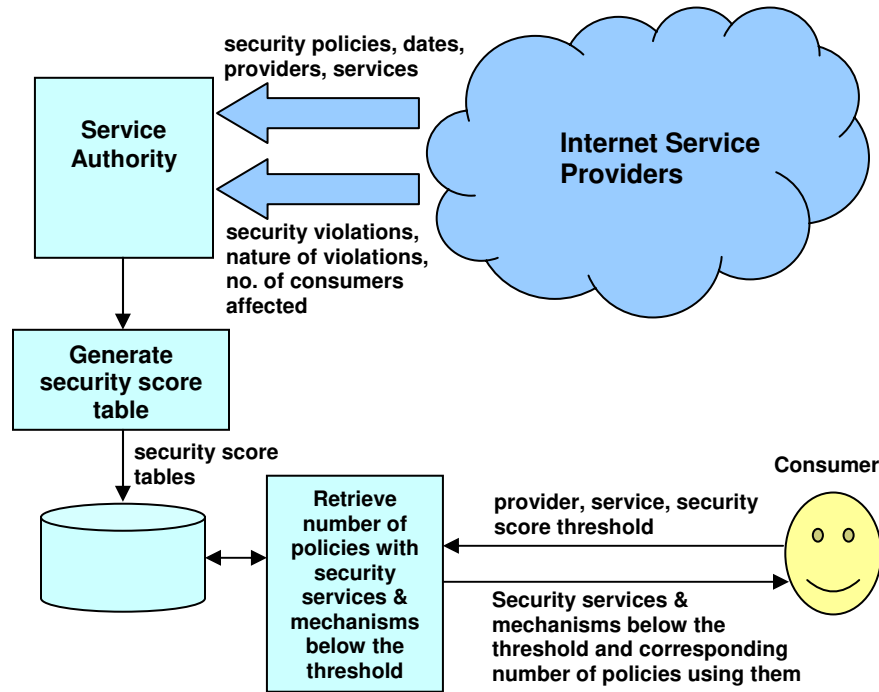 security policies, dates,
providers, services
Service
Authority
Internet Service
Providers
security violations,
nature of violations,
no. of consumers
affected
Generate
security score
table
security score
tables
Consumer
Retrieve
number of
policies with
security
services &
mechanisms
below the
threshold
provider, service, security
score threshold
Security services &
mechanisms below the
threshold and corresponding
number of policies using them